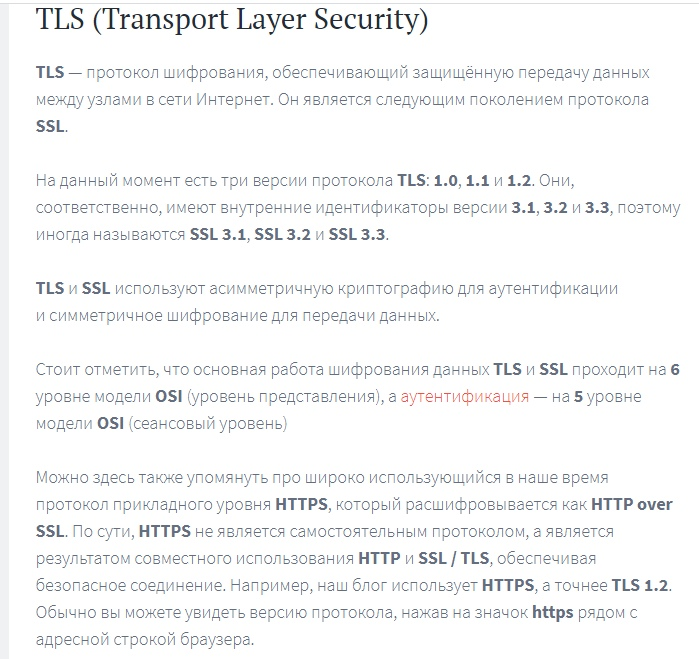 TLS (Transport Layer Security)
TLS — протокол шифрования, обеспечивающий защищённую передачу данных
между узлами в сети Интернет. Он является следующим поколением протокола
SSL.
На данный момент есть три версии протокола TLS: 1.0, 1.1 и 1.2. Они,
соответственно, имеют внутренние идентификаторы версии 3.1, 3.2 и 3.3, поэтому
иногда называются SSL 3.1, SSL 3.2 и SSL 3.3.
TLS и SSL используют асимметричную криптографию для аутентификации
и симметричное шифрование для передачи данных.
Стоит отметить, что основная работа шифрования данных TLS и SSL проходит на 6
уровне модели OSI (уровень представления), а аутентификация — на 5 уровне
модели OSI (сеансовый уровень)
Можно здесь также упомянуть про широко использующийся в наше время
протокол прикладного уровня HTTPS, который расшифровывается как HTTP over
SSL. По сути, HTTPS не является самостоятельным протоколом, а является
результатом совместного использования HTTP и SSL / TLS, обеспечивая
безопасное соединение. Например, наш блог использует HTTPS, а точнее TLS 1.2.
Обычно вы можете увидеть версию протокола, нажав на значок https рядом с
адресной строкой браузера.